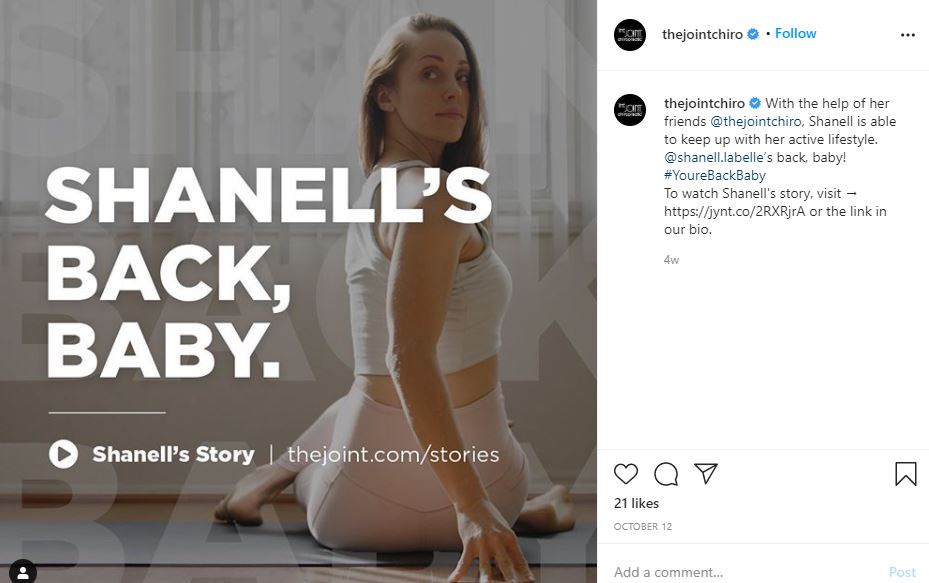 SHANELL'S
BACK,
BABY.
Shanell's Story | thejoint.com/stories
thejointchiro • Follow
thejointchiro With the help of her
friends @thejointchiro, Shanell is able
to keep up with her active lifestyle.
@shanell.labelle's back, baby!
#YoureBackBaby
To watch Shanell's story, visit →
https://jynt.co/2RXRjrA or the link in
our bio.
4w
21 likes
OCTOBER 12
Add a comment...
Post